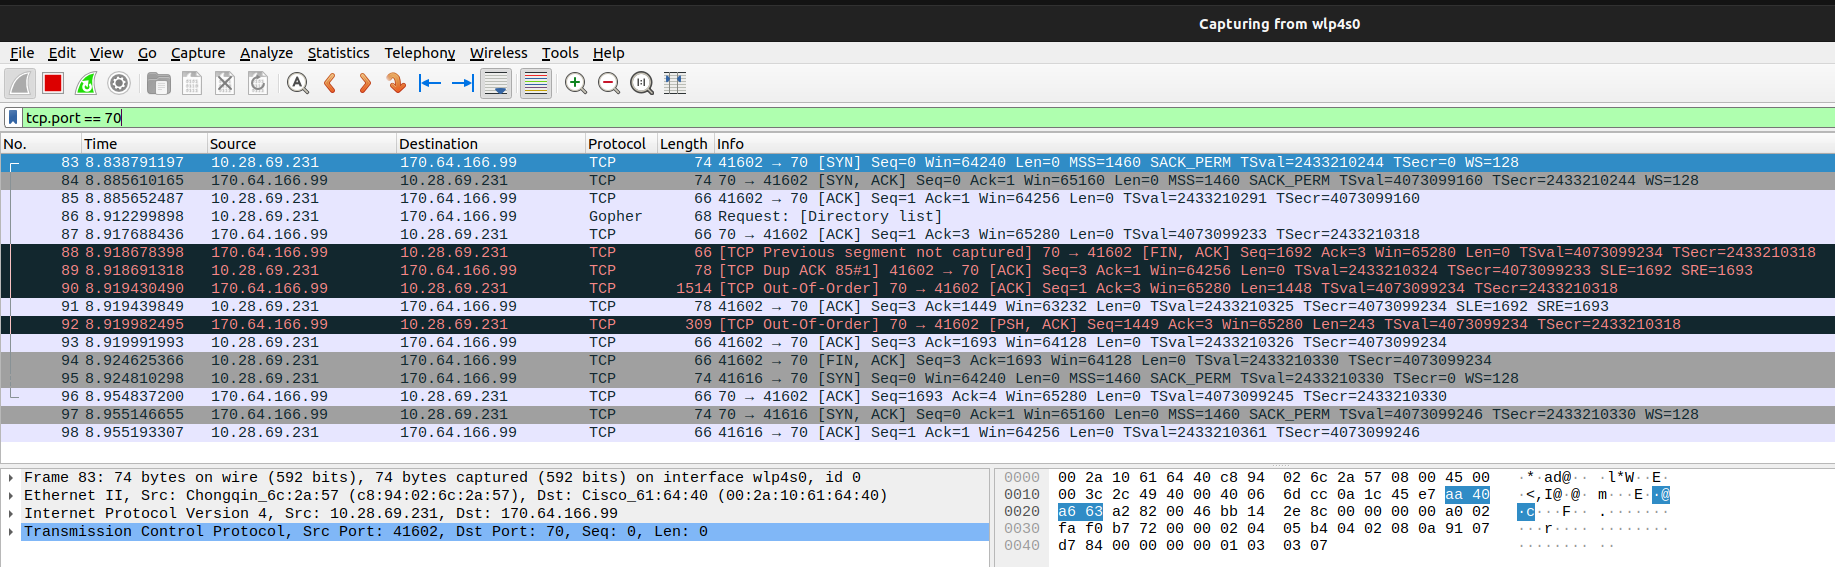 Capturing from wlp4s0
File Edit View Go Capture Analyze Statistics Telephony Wireless Tools Help
tcp.port == 70
No. Time Source Destination Protocol Length Info
83 8.838791197 10.28.69.231 170.64.166.99 TCP 74 41602 → 70 [SYN] Seq=0 Win=64240 Len=0 MSS=1460 SACK_PERM TSval=2433210244 TSecr=0 WS=128
84 8.885610165 170.64.166.99 10.28.69.231 TCP 74 70 → 41602 [SYN, ACK] Seq=0 Ack=1 Win=65160 Len=0 MSS=1460 SACK_PERM TSval=4073099160 TSecr=2433210244 WS=128
85 8.885652487 10.28.69.231 170.64.166.99 TCP 66 41602 → 70 [ACK] Seq=1 Ack=1 Win=64256 Len=0 TSval=2433210291 TSecr=4073099160
86 8.912299898 10.28.69.231 170.64.166.99 Gopher 68 Request: [Directory list]
87 8.917688436 170.64.166.99 10.28.69.231 TCP 66 70 → 41602 [ACK] Seq=1 Ack=3 Win=65280 Len=0 TSval=4073099233 TSecr=2433210318
88 8.918678398 170.64.166.99 10.28.69.231 TCP 66 [TCP Previous segment not captured] 70 → 41602 [FIN, ACK] Seq=1692 Ack=3 Win=65280 Len=0 TSval=4073099234 TSecr=2433210318
89 8.918691318 10.28.69.231 170.64.166.99 TCP 78 [TCP Dup ACK 85#1] 41602 → 70 [ACK] Seq=3 Ack=1 Win=64256 Len=0 TSval=2433210324 TSecr=4073099233 SLE=1692 SRE=1693
90 8.919430490 170.64.166.99 10.28.69.231 TCP 1514 [TCP Out-Of-Order] 70 → 41602 [ACK] Seq=1 Ack=3 Win=65280 Len=1448 TSval=4073099234 TSecr=2433210318
91 8.919439849 10.28.69.231 170.64.166.99 TCP 78 41602 → 70 [ACK] Seq=3 Ack=1449 Win=63232 Len=0 TSval=2433210325 TSecr=4073099234 SLE=1692 SRE=1693
92 8.919982495 170.64.166.99 10.28.69.231 TCP 309 [TCP Out-Of-Order] 70 → 41602 [PSH, ACK] Seq=1449 Ack=3 Win=65280 Len=243 TSval=4073099234 TSecr=2433210318
93 8.919991993 10.28.69.231 170.64.166.99 TCP 66 41602 → 70 [ACK] Seq=3 Ack=1693 Win=64128 Len=0 TSval=2433210326 TSecr=4073099234
94 8.924625366 10.28.69.231 170.64.166.99 TCP 66 41602 → 70 [FIN, ACK] Seq=3 Ack=1693 Win=64128 Len=0 TSval=2433210330 TSecr=4073099234
95 8.924810298 10.28.69.231 170.64.166.99 TCP 74 41616 → 70 [SYN] Seq=0 Win=64240 Len=0 MSS=1460 SACK_PERM TSval=2433210330 TSecr=0 WS=128
96 8.954837200 170.64.166.99 10.28.69.231 TCP 66 70 → 41602 [ACK] Seq=1693 Ack=4 Win=65280 Len=0 TSval=4073099245 TSecr=2433210330
97 8.955146655 170.64.166.99 10.28.69.231 TCP 74 70 → 41616 [SYN, ACK] Seq=0 Ack=1 Win=65160 Len=0 MSS=1460 SACK_PERM TSval=4073099246 TSecr=2433210330 WS=128
98 8.955193307 10.28.69.231 170.64.166.99 TCP 66 41616 → 70 [ACK] Seq=1 Ack=1 Win=64256 Len=0 TSval=2433210361 TSecr=4073099246
Frame 83: 74 bytes on wire (592 bits), 74 bytes captured (592 bits) on interface wlp4s0, id 0
Ethernet II, Src: Chongqin_6c:2a:57 (c8:94:02:6c:2a:57), Dst: Cisco_61:64:40 (00:2a:10:61:64:40)
Internet Protocol Version 4, Src: 10.28.69.231, Dst: 170.64.166.99
Transmission Control Protocol, Src Port: 41602, Dst Port: 70, Seq: 0, Len: 0
0000 00 2a 10 61 64 40 c8 94 02 6c 2a 57 08 00 45 00 ·*·ad@·· ·l*W··E·
0010 00 3c 2c 49 40 00 40 06 6d cc 0a 1c 45 e7 aa 40 ·<,I@·@· m···E··@
0020 a6 63 a2 82 00 46 bb 14 2e 8c 00 00 00 00 a0 02 ·c···F·· .·······
0030 fa f0 b7 72 00 00 02 04 05 b4 04 02 08 0a 91 07 ···r···· ········
0040 d7 84 00 00 00 00 01 03 03 07 ········ ··